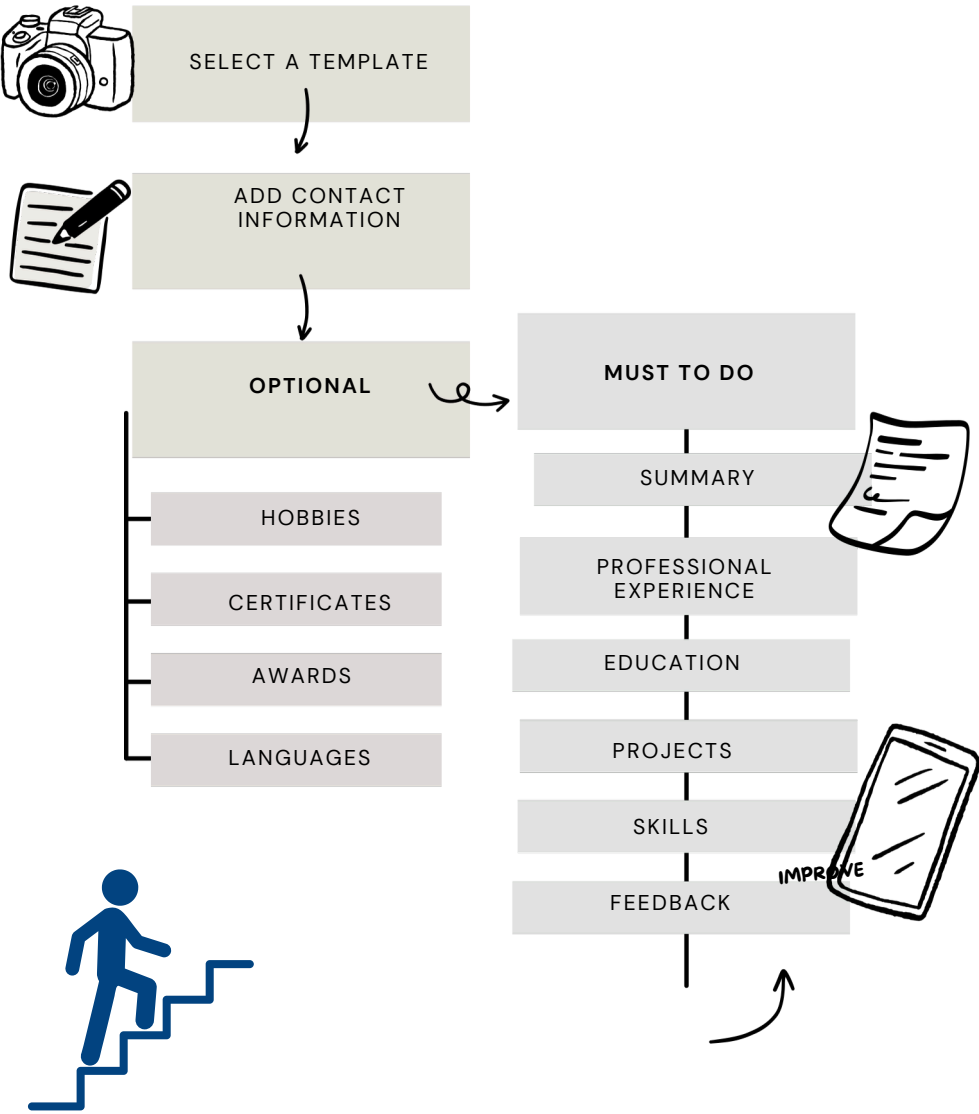 SELECT A TEMPLATE
ADD CONTACT
INFORMATION
OPTIONAL
HOBBIES
CERTIFICATES
AWARDS
LANGUAGES
MUST TO DO
SUMMARY
PROFESSIONAL
EXPERIENCE
EDUCATION
PROJECTS
SKILLS
IMPROVE
FEEDBACK